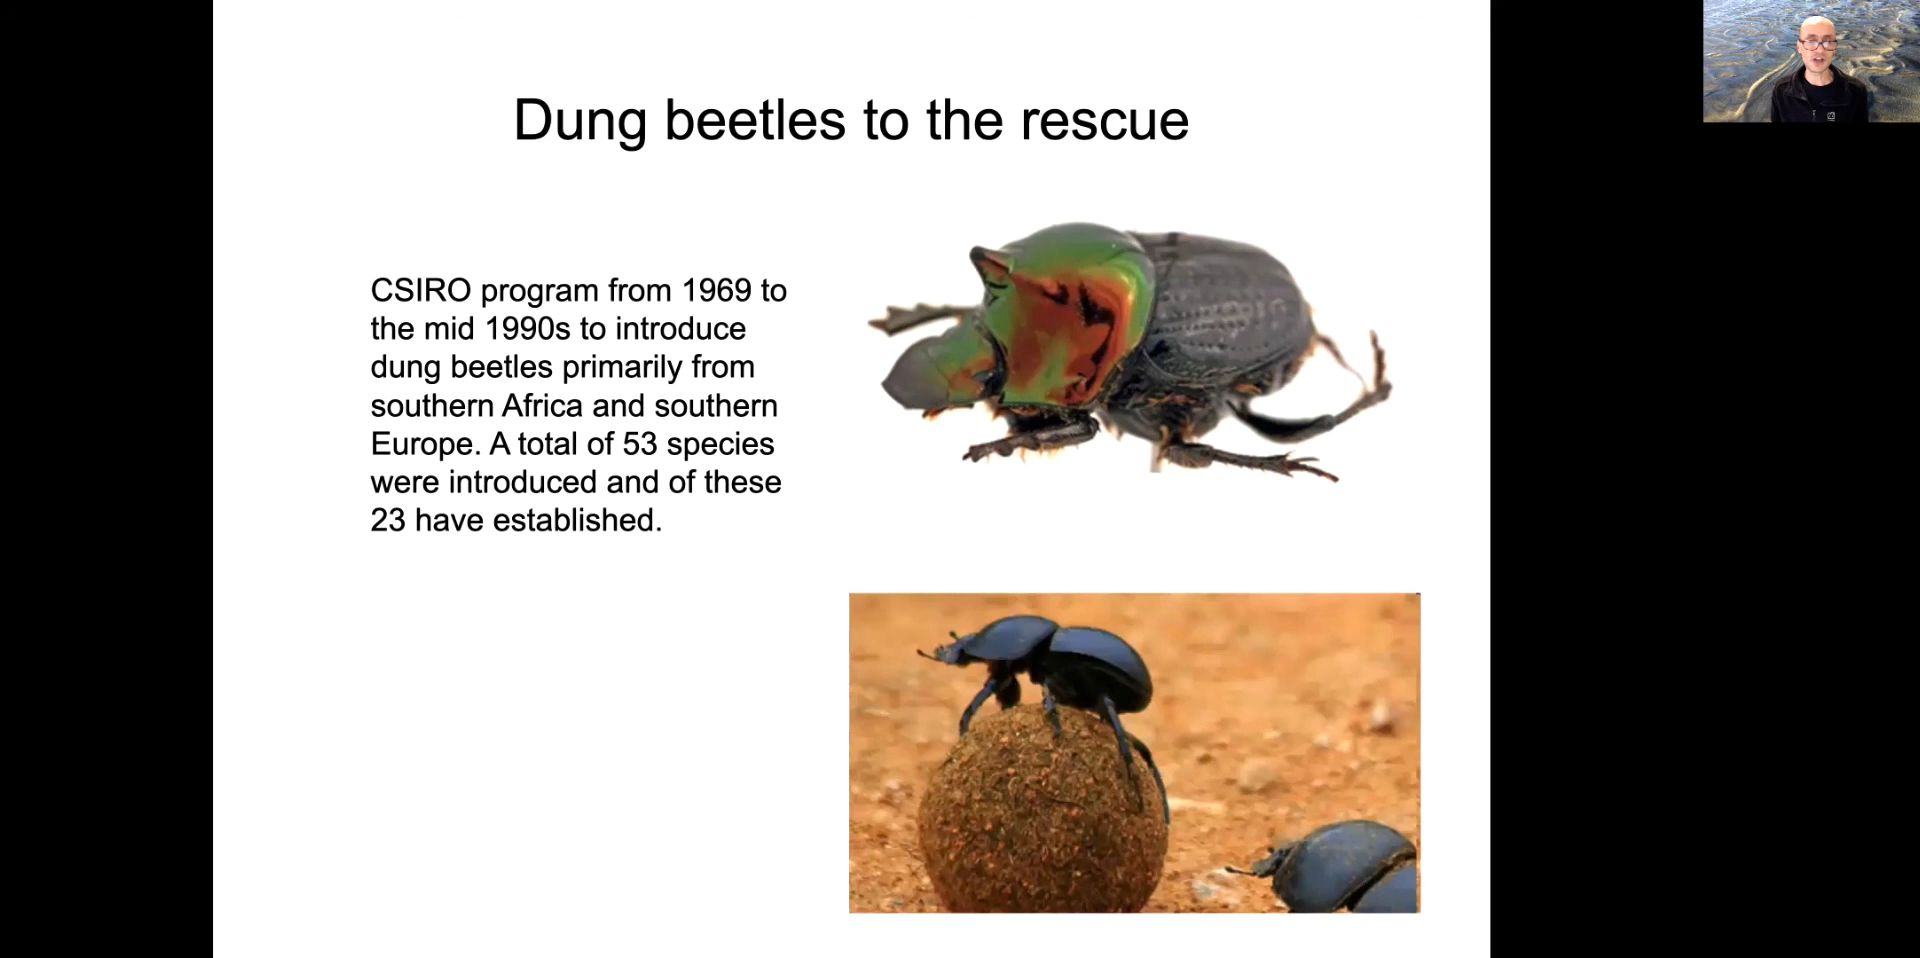 Dung beetles to the rescue
CSIRO program from 1969 to
the mid 1990s to introduce
dung beetles primarily from
southern Africa and southern
Europe. A total of 53 species
were introduced and of these
23 have established.